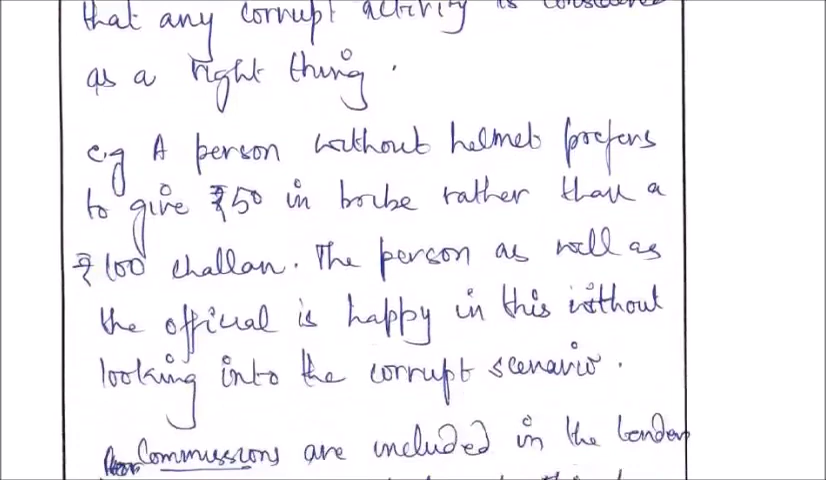 that any corrupt activity is considered
as a right thing.
e.g A person without helmet prefers
to give ₹50 in bribe rather than a
₹100 challan. The person as well as
the official is happy in this without
looking into the corrupt scenario.
Commissions are included in the tender